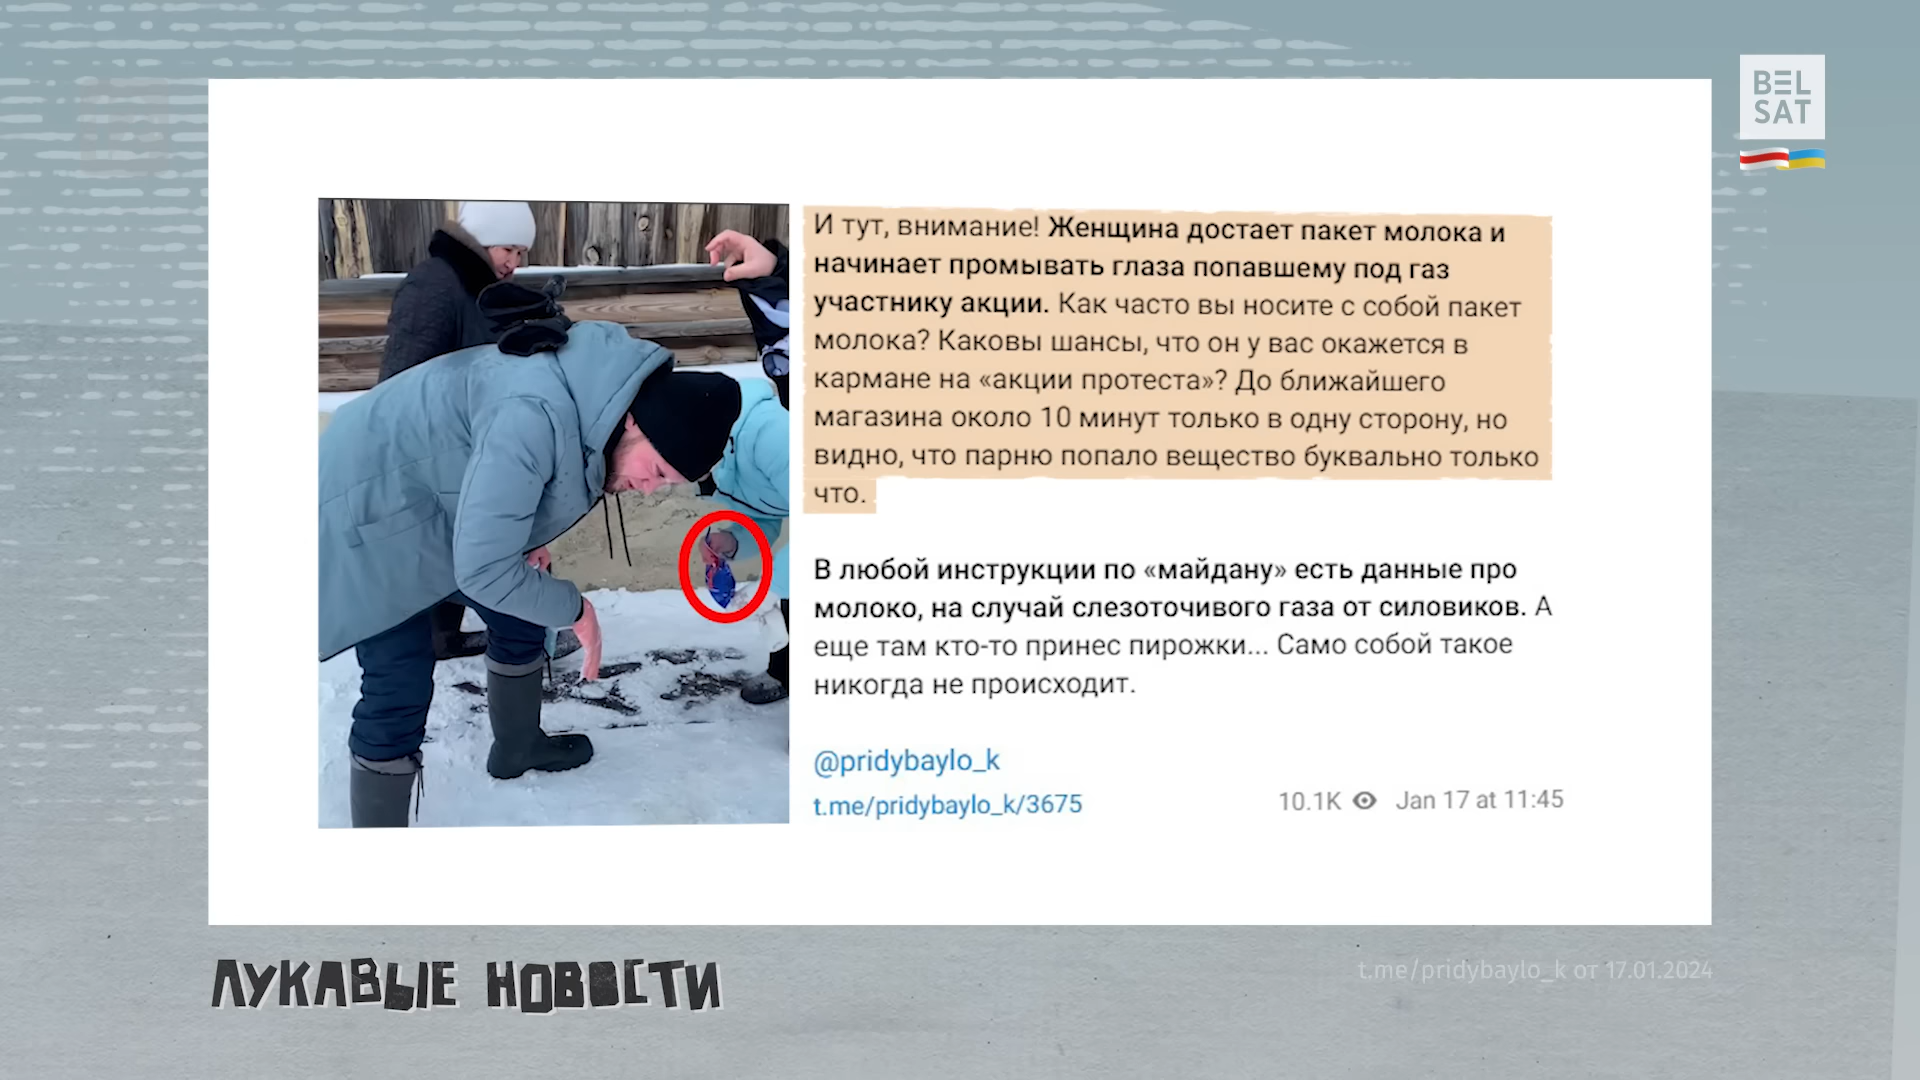 BEL
SAT
И тут, внимание! Женщина достает пакет молока и
начинает промывать глаза попавшему под газ
участнику акции. Как часто вы носите с собой пакет
молока? Каковы шансы, что он у вас окажется в
кармане на «акции протеста»? До ближайшего
магазина около 10 минут только в одну сторону, но
видно, что парню попало вещество буквально только
что.
В любой инструкции по «майдану» есть данные про
молоко, на случай слезоточивого газа от силовиков. А
еще там кто-то принес пирожки... Само собой такое
никогда не происходит.
@pridybaylo_k
t.me/pridybaylo_k/3675
10.1K Jan 17 at 11:45
ЛУКАВЫЕ НОВОСТИ
t.me/pridybaylo_k от 17.01.2024